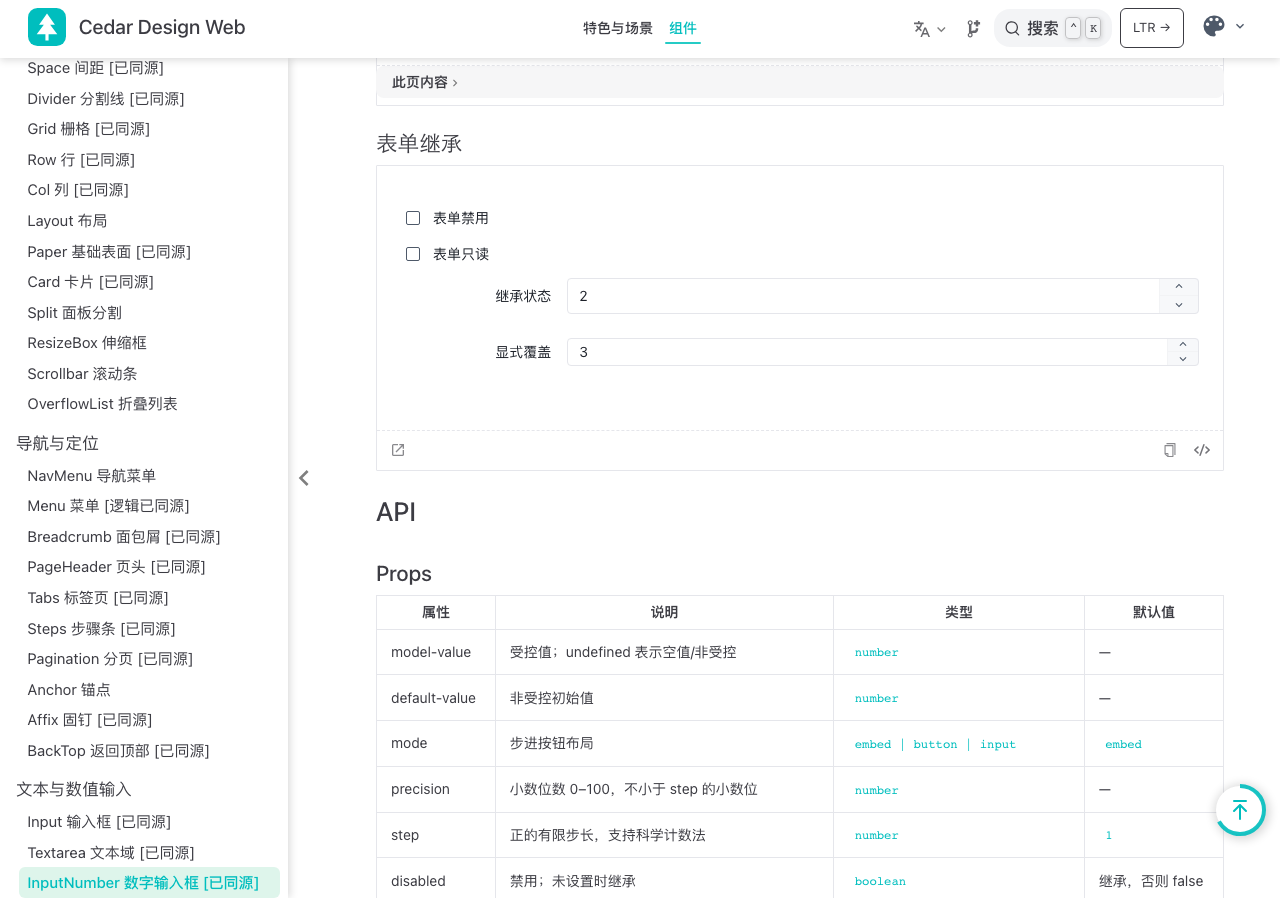 Cedar Design Web
特色与场景
组件
搜索
^
K
LTR →
Space 间距 [已同源]
Divider 分割线 [已同源]
Grid 栅格 [已同源]
Row 行 [已同源]
Col 列 [已同源]
Layout 布局
Paper 基础表面 [已同源]
Card 卡片 [已同源]
Split 面板分割
ResizeBox 伸缩框
Scrollbar 滚动条
OverflowList 折叠列表
导航与定位
NavMenu 导航菜单
Menu 菜单 [逻辑已同源]
Breadcrumb 面包屑 [已同源]
PageHeader 页头 [已同源]
Tabs 标签页 [已同源]
Steps 步骤条 [已同源]
Pagination 分页 [已同源]
Anchor 锚点
Affix 固钉 [已同源]
BackTop 返回顶部 [已同源]
文本与数值输入
Input 输入框 [已同源]
Textarea 文本域 [已同源]
InputNumber 数字输入框 [已同源]
此页内容 ›
表单继承
表单禁用
表单只读
继承状态 2
显式覆盖 3
API
Props
属性 说明 类型 默认值
model-value 受控值；undefined 表示空值/非受控 number —
default-value 非受控初始值 number —
mode 步进按钮布局 embed | button | input embed
precision 小数位数 0–100，不小于 step 的小数位 number —
step 正的有限步长，支持科学计数法 number 1
disabled 禁用；未设置时继承 boolean 继承，否则 false